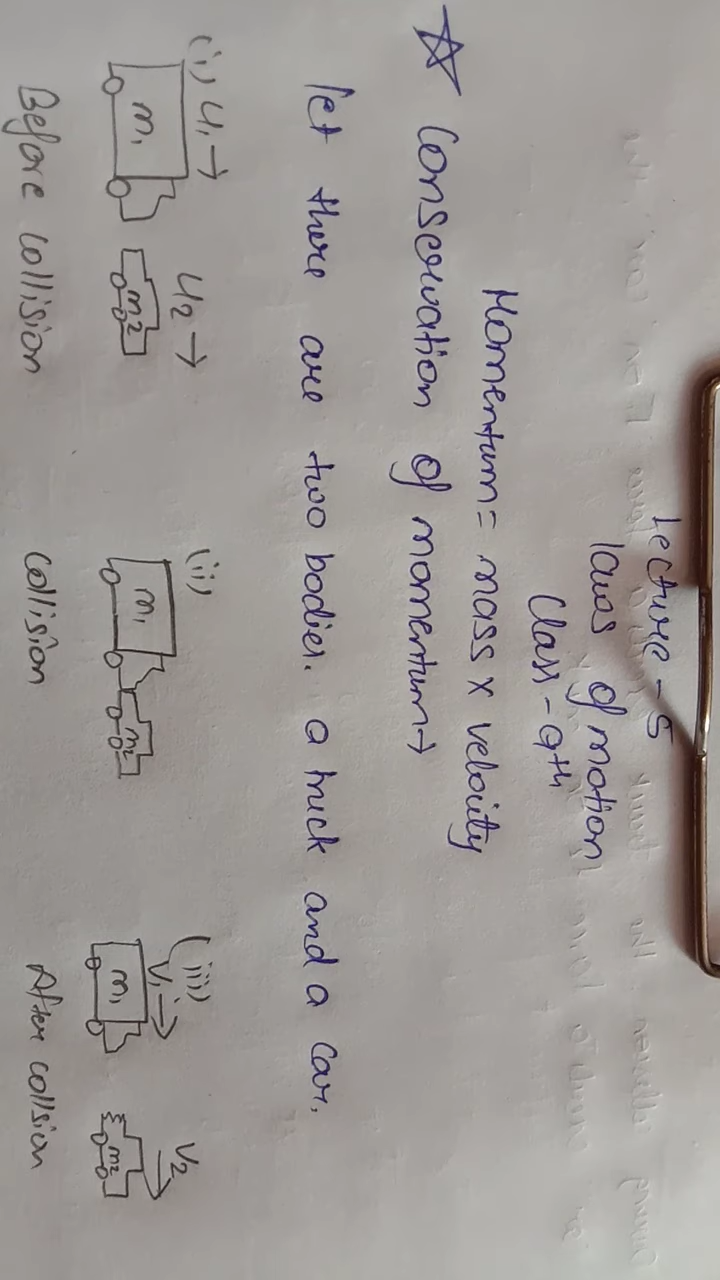 Lecture - 5
laws of motion
Class - 9th
Momentum = mass x velocity
☆ Conservation of momentum →
let there are two bodies. a truck and a car.
(i) u₁ → u₂ →
m₁ m₂
Before collision
(ii)
m₁ m₂
Collision
(iii)
V₁ → V₂
m₁ m₂
After collsion